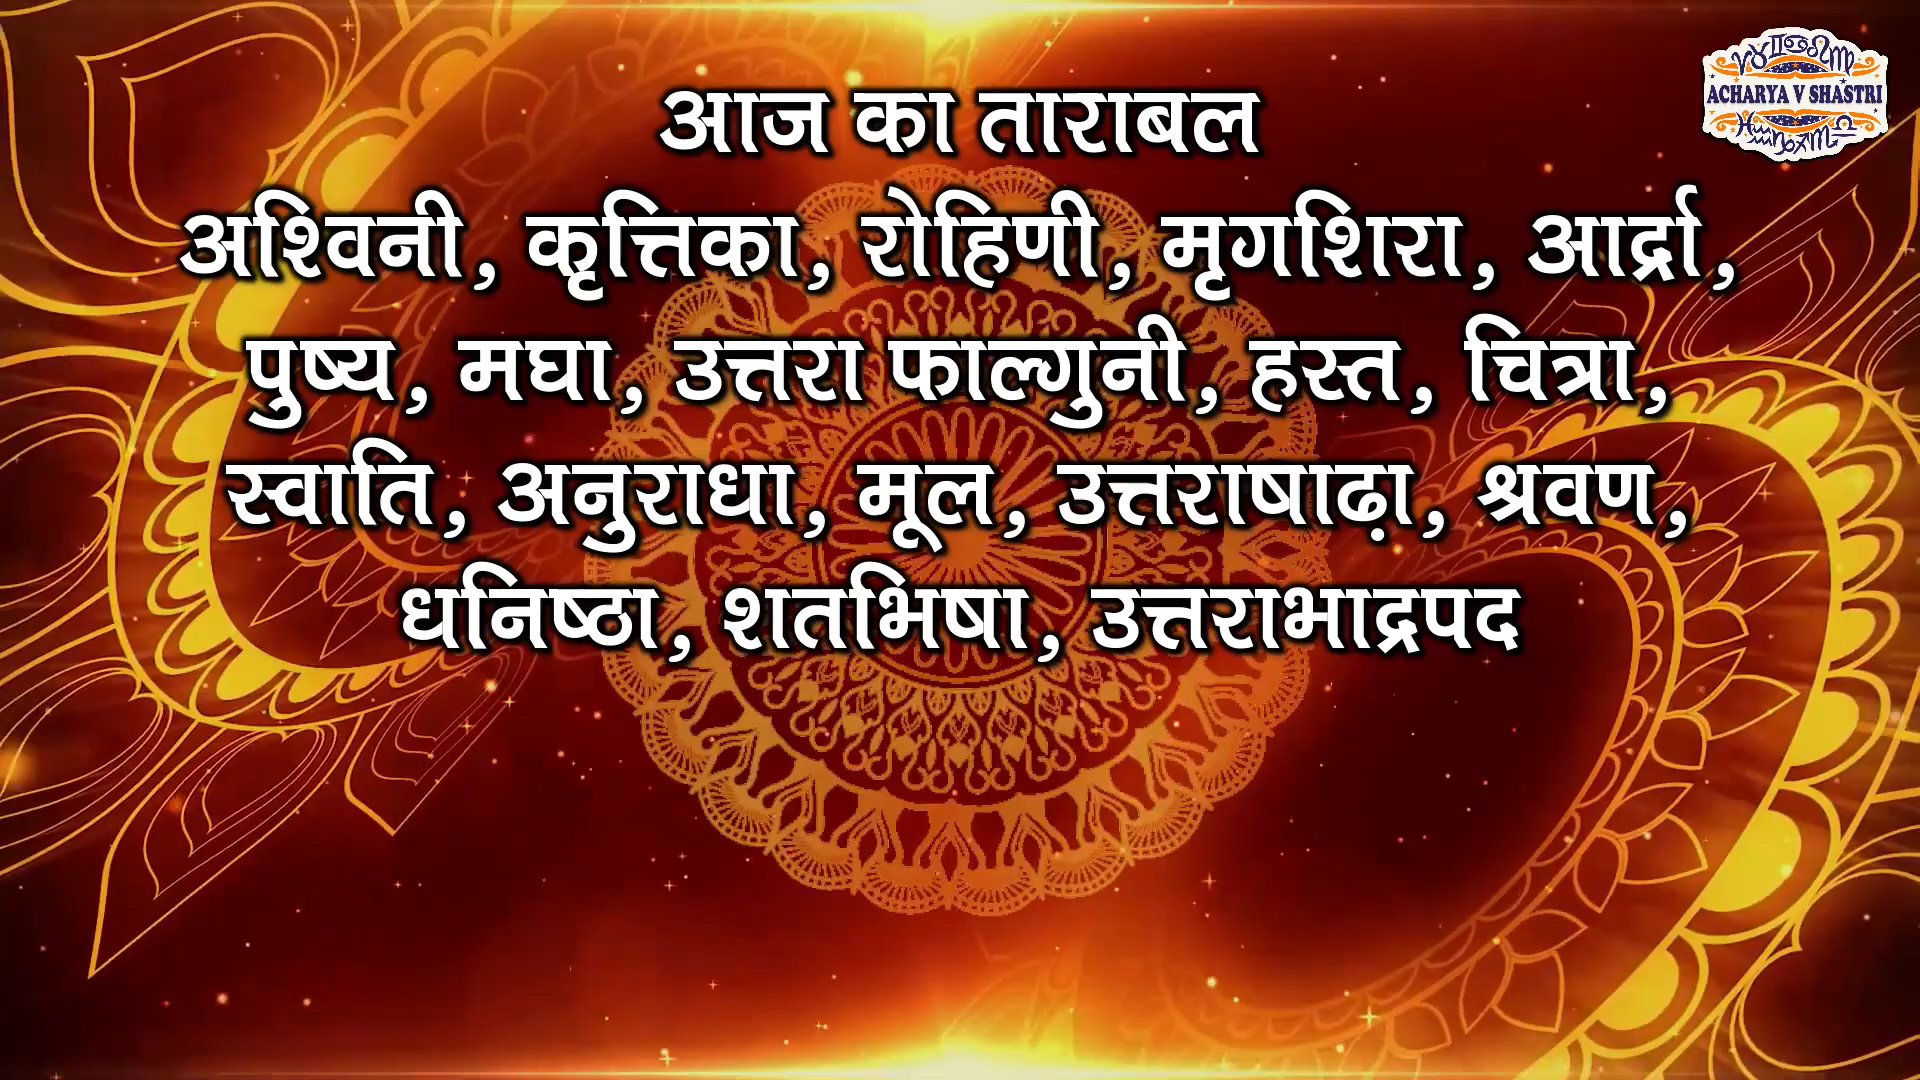 आज का ताराबल
अश्विनी, कृत्तिका, रोहिणी, मृगशिरा, आर्द्रा,
पुष्य, मघा, उत्तरा फाल्गुनी, हस्त, चित्रा,
स्वाति, अनुराधा, मूल, उत्तराषाढ़ा, श्रवण,
धनिष्ठा, शतभिषा, उत्तराभाद्रपद
ACHARYA V SHASTRI